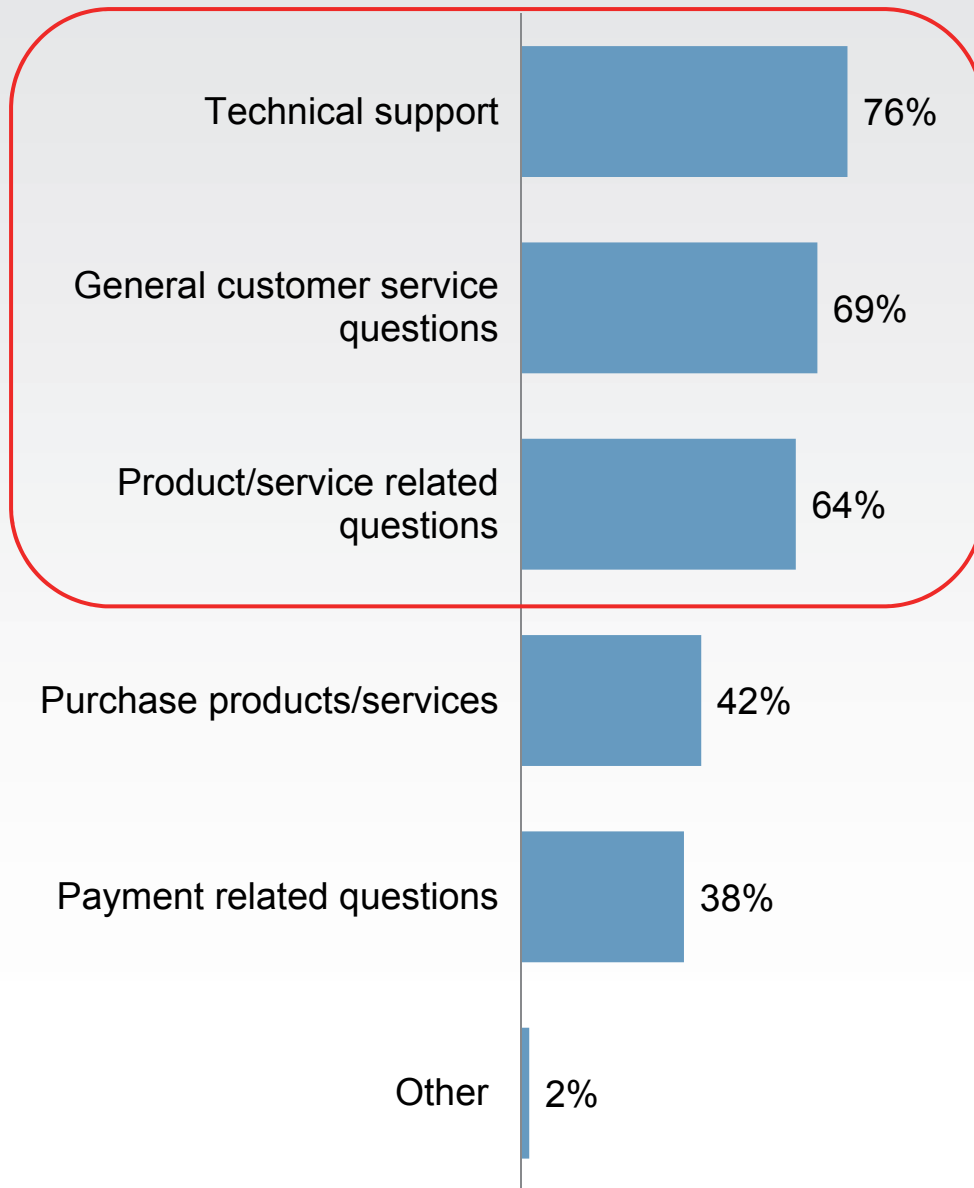 Technical support
76%
General customer service
questions
69%
Product/service related
questions
64%
Purchase products/services
42%
Payment related questions
38%
Other
2%